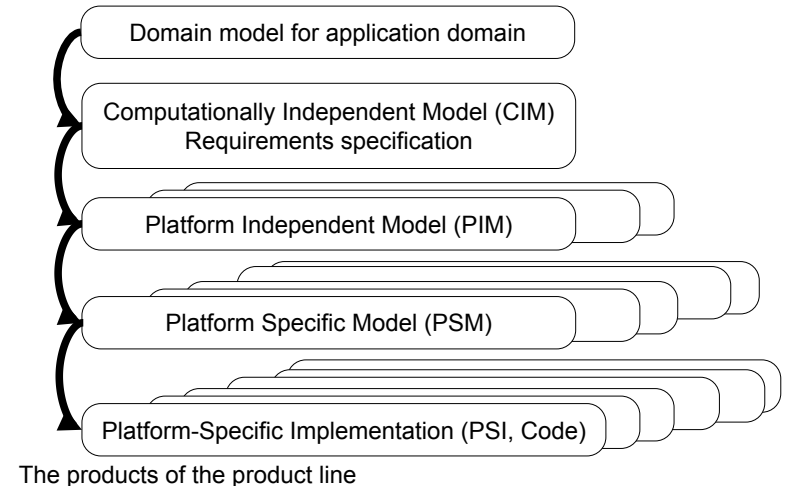 Domain model for application domain
Computationally Independent Model (CIM)
Requirements specification
Platform Independent Model (PIM)
Platform Specific Model (PSM)
Platform-Specific Implementation (PSI, Code)
The products of the product line